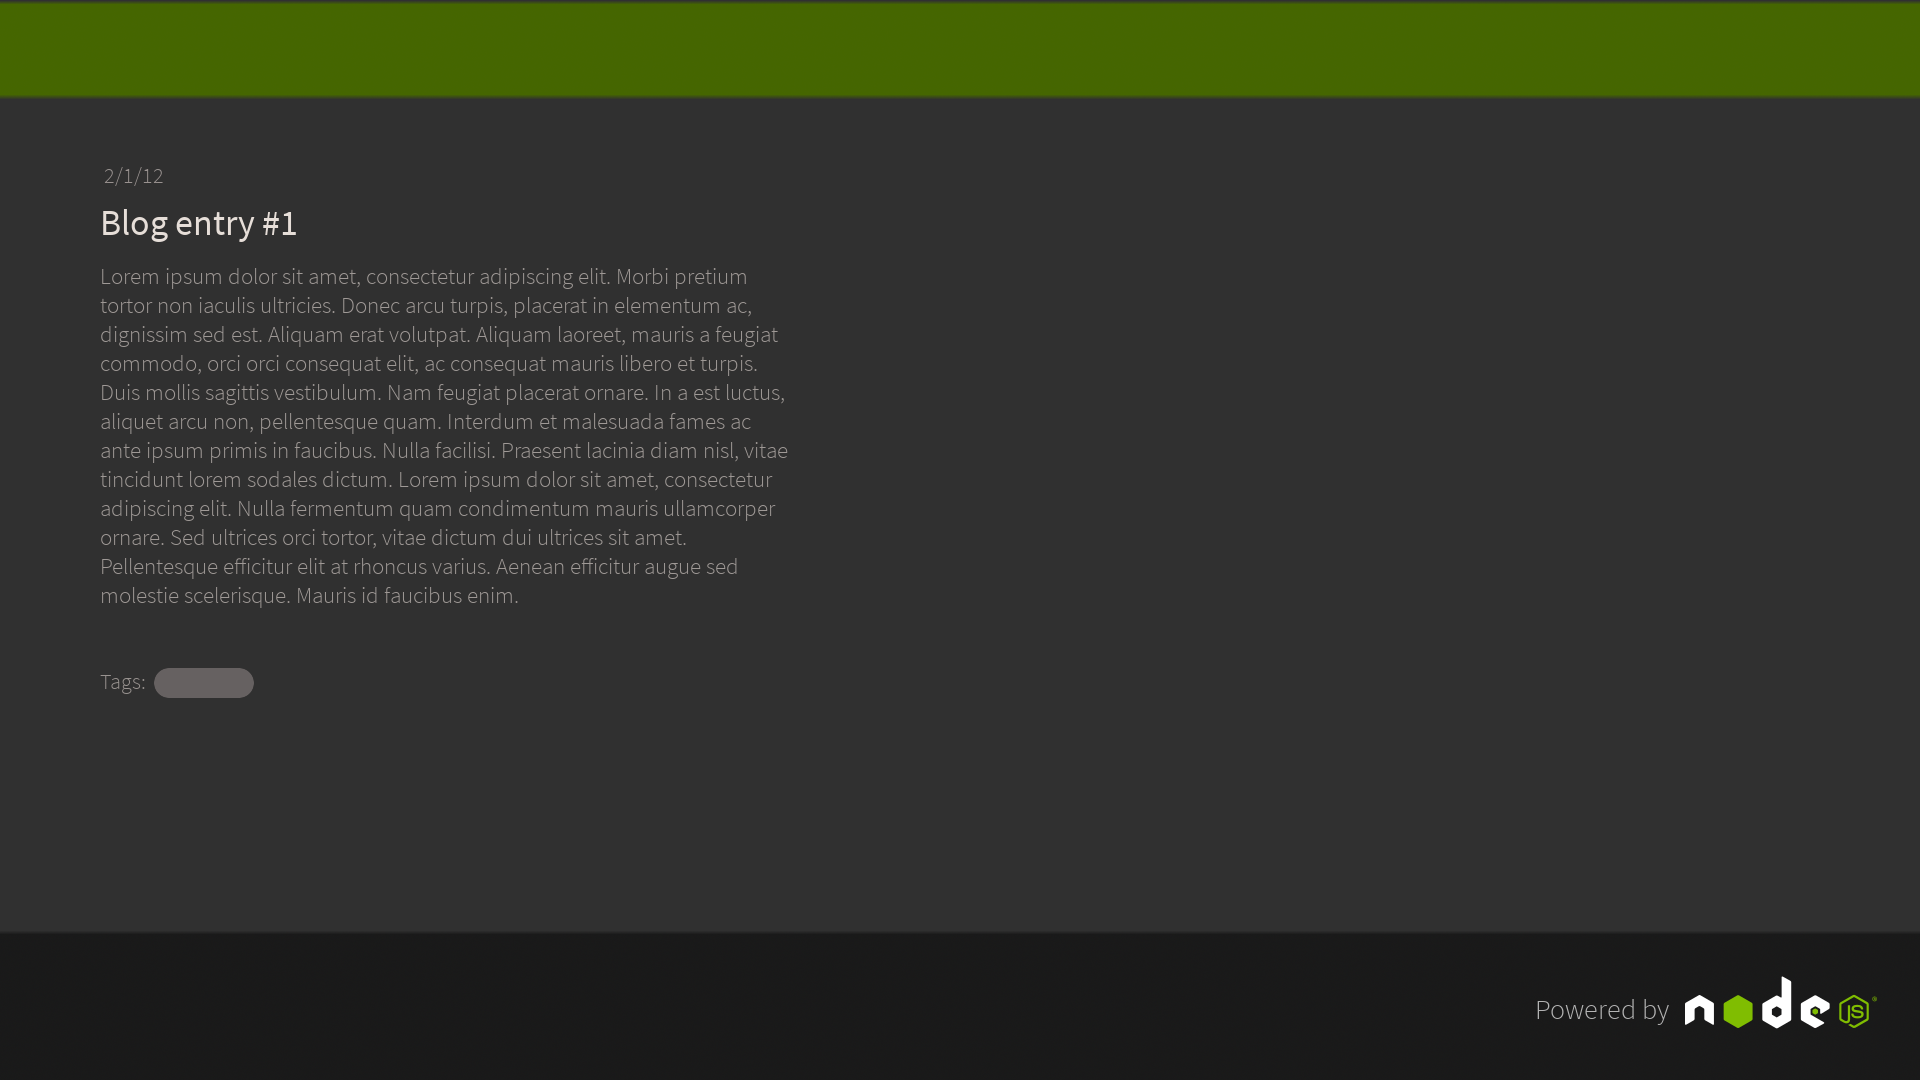 2/1/12
Blog entry #1
Lorem ipsum dolor sit amet, consectetur adipiscing elit. Morbi pretium
tortor non iaculis ultricies. Donec arcu turpis, placerat in elementum ac,
dignissim sed est. Aliquam erat volutpat. Aliquam laoreet, mauris a feugiat
commodo, orci orci consequat elit, ac consequat mauris libero et turpis.
Duis mollis sagittis vestibulum. Nam feugiat placerat ornare. In a est luctus,
aliquet arcu non, pellentesque quam. Interdum et malesuada fames ac
ante ipsum primis in faucibus. Nulla facilisi. Praesent lacinia diam nisl, vitae
tincidunt lorem sodales dictum. Lorem ipsum dolor sit amet, consectetur
adipiscing elit. Nulla fermentum quam condimentum mauris ullamcorper
ornare. Sed ultrices orci tortor, vitae dictum dui ultrices sit amet.
Pellentesque efficitur elit at rhoncus varius. Aenean efficitur augue sed
molestie scelerisque. Mauris id faucibus enim.
Tags:
Powered by node JS®